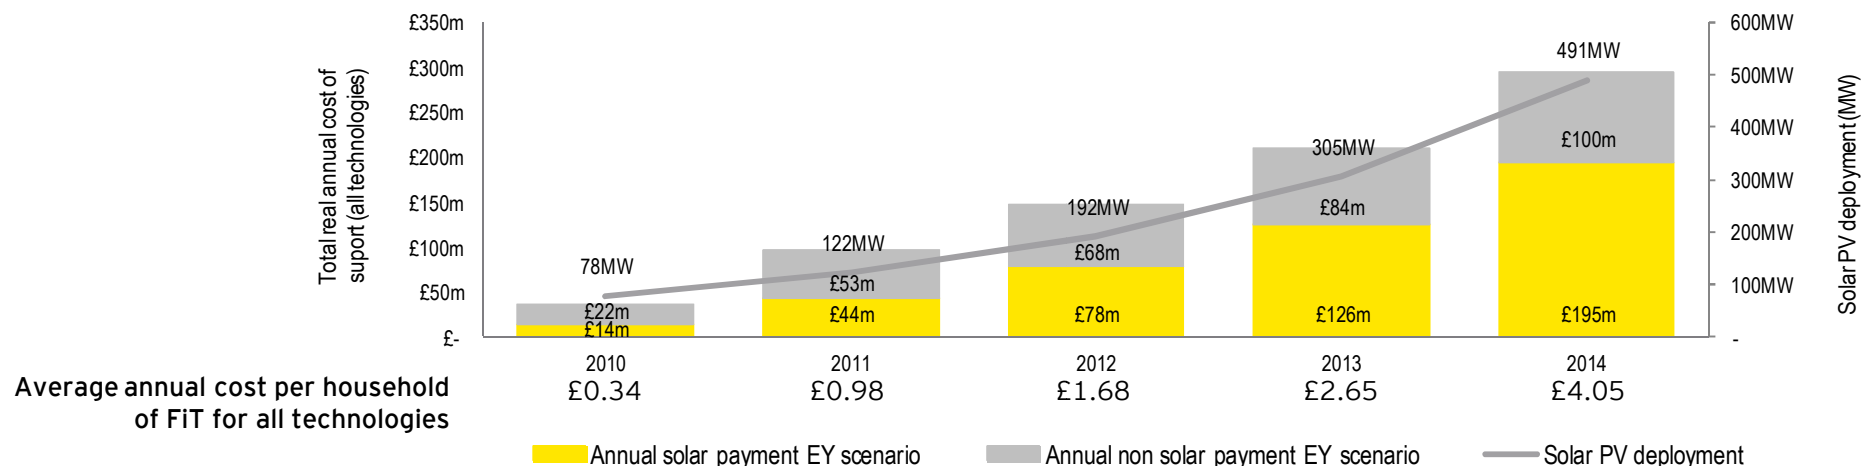 £350m
£300m
£250m
£200m
£150m
£100m
£50m
£-
Total real annual cost of
suport (all technologies)
600MW
500MW
400MW
300MW
200MW
100MW
-
Solar PV deployment (MW)
78MW
122MW
192MW
305MW
491MW
£22m
£53m
£68m
£84m
£100m
£14m
£44m
£78m
£126m
£195m
2010
2011
2012
2013
2014
Average annual cost per household
of FiT for all technologies
£0.34
£0.98
£1.68
£2.65
£4.05
Annual solar payment EY scenario
Annual non solar payment EY scenario
Solar PV deployment